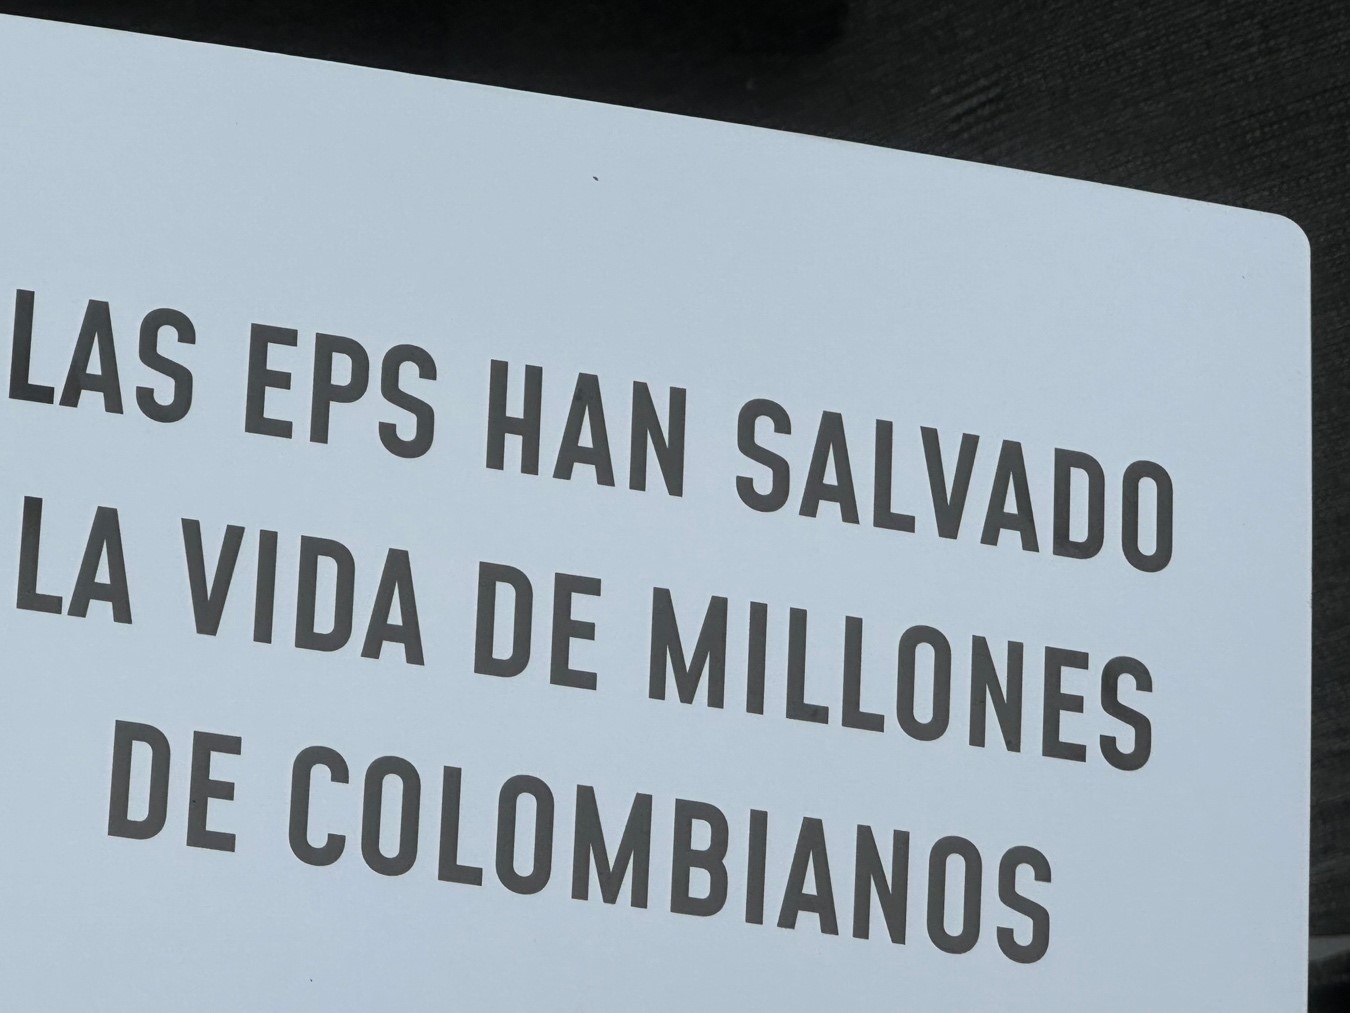 LAS EPS HAN SALVADO
LA VIDA DE MILLONES
DE COLOMBIANOS